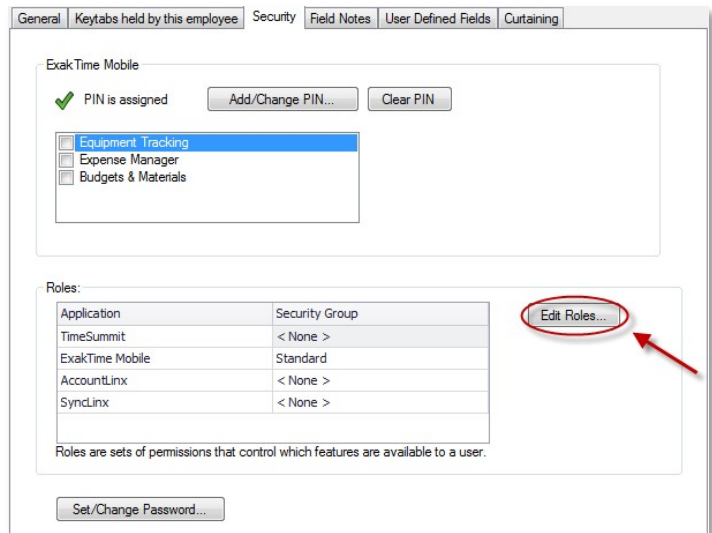 General Keytabs held by this employee Security Field Notes User Defined Fields Curtaining
ExakTime Mobile
PIN is assigned Add/Change PIN... Clear PIN
Equipment Tracking
Expense Manager
Budgets & Materials
Roles:
Application Security Group Edit Roles...
TimeSummit < None >
ExakTime Mobile Standard
AccountLinx < None >
SyncLinx < None >
Roles are sets of permissions that control which features are available to a user.
Set/Change Password...